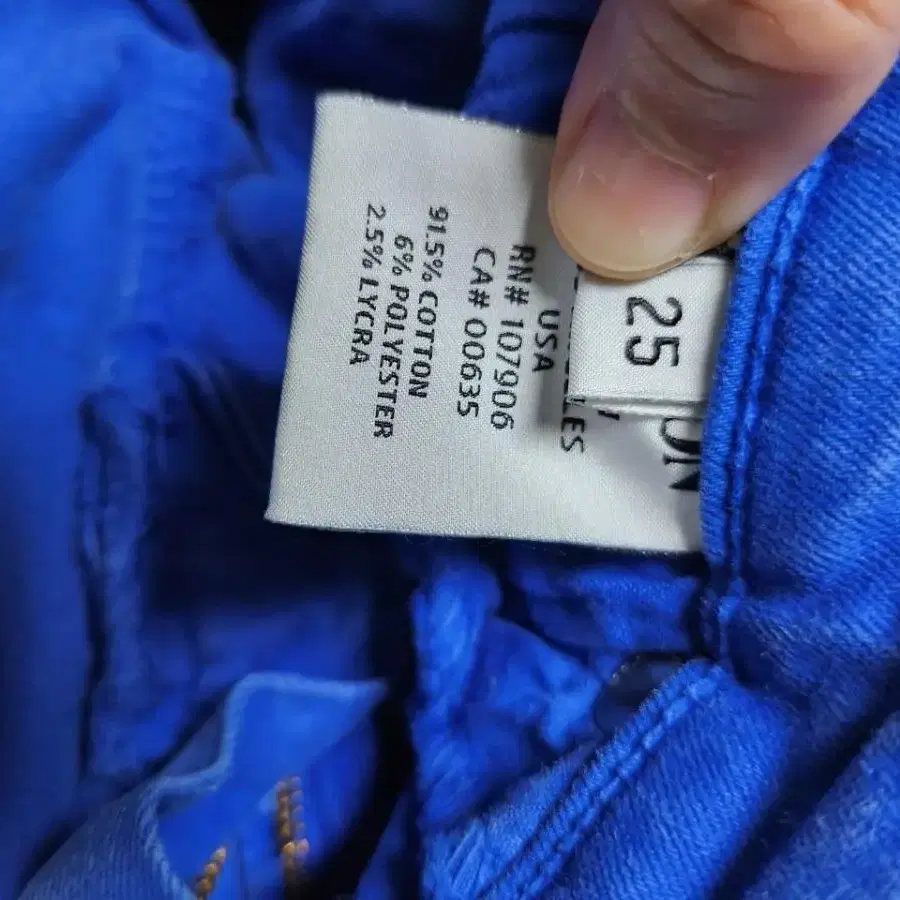 25
USA
RN# 107906
CA# 00635
91.5% COTTON
6% POLYESTER
2.5% LYCRA